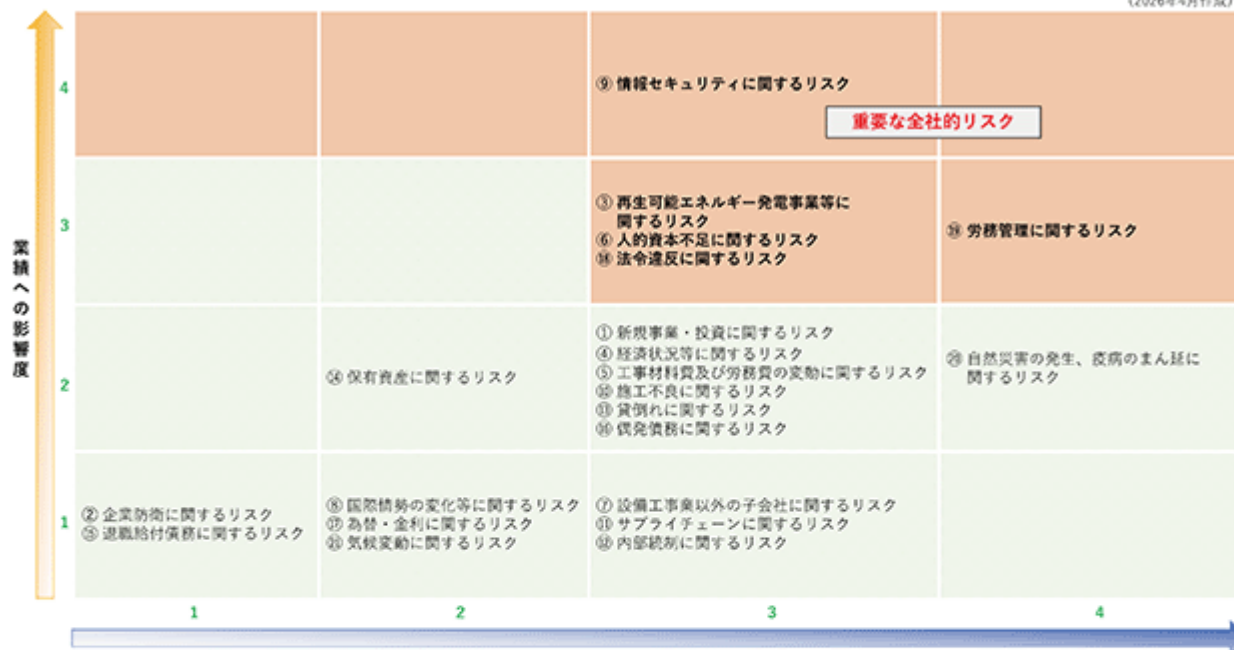 (2026年4月作成)
4
⑨ 情報セキュリティに関するリスク
重要な全社的リスク
3
③ 再生可能エネルギー発電事業等に
関するリスク
⑥ 人的資本不足に関するリスク
⑱ 法令違反に関するリスク
⑲ 労務管理に関するリスク
業績への影響度
2
⑭ 保有資産に関するリスク
① 新規事業・投資に関するリスク
④ 経済状況等に関するリスク
⑤ 工事材料費及び労務費の変動に関するリスク
⑩ 施工不良に関するリスク
⑬ 貸倒れに関するリスク
⑯ 偶発債務に関するリスク
⑳ 自然災害の発生、疫病のまん延に
関するリスク
1
② 企業防衛に関するリスク
⑮ 退職給付債務に関するリスク
⑧ 国際情勢の変化等に関するリスク
⑰ 為替・金利に関するリスク
㉑ 気候変動に関するリスク
⑦ 設備工事業以外の子会社に関するリスク
⑪ サプライチェーンに関するリスク
⑫ 内部統制に関するリスク
1
2
3
4